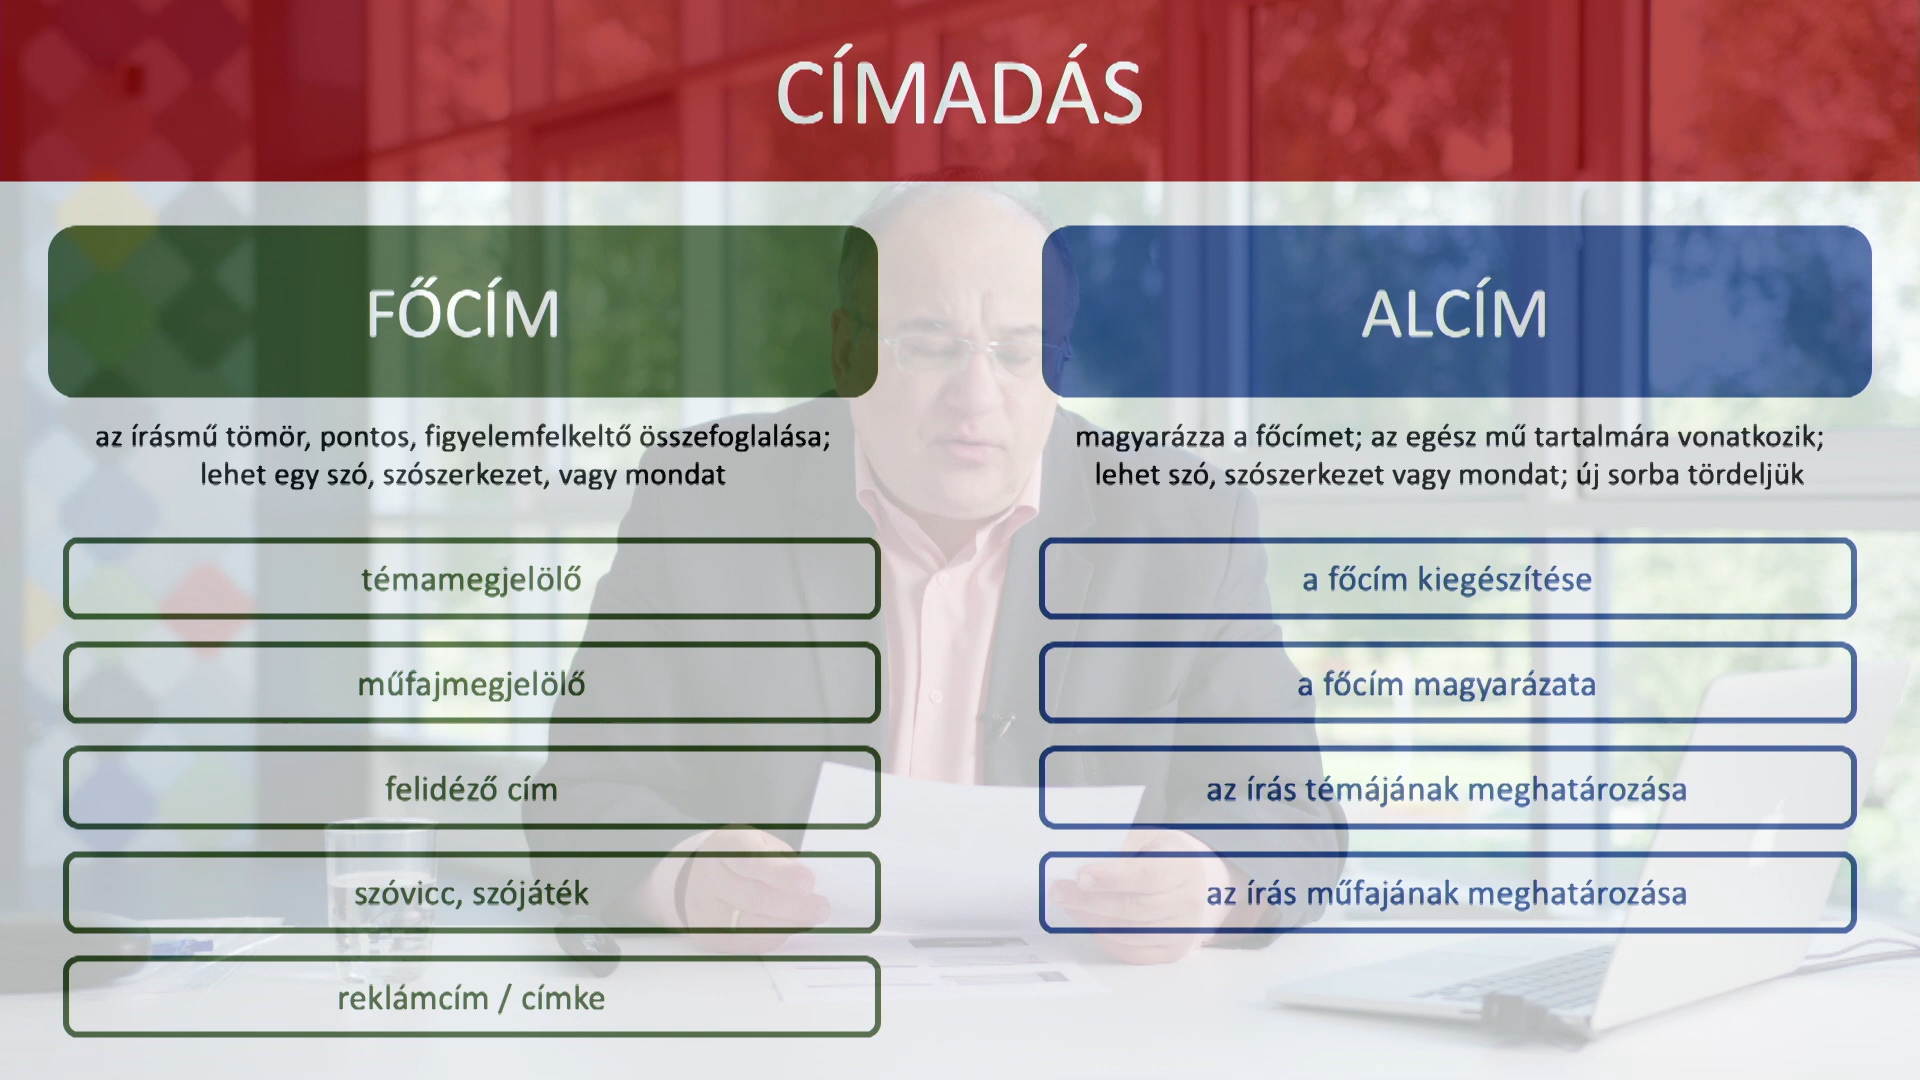 CÍMADÁS
FŐCÍM
az írásmű tömör, pontos, figyelemfelkeltő összefoglalása;
lehet egy szó, szószerkezet, vagy mondat
témamegjelölő
műfajmegjelölő
felidéző cím
szóvicc, szójáték
reklámcím / címke
ALCÍM
magyarázza a főcímet; az egész mű tartalmára vonatkozik;
lehet szó, szószerkezet vagy mondat; új sorba tördeljük
a főcím kiegészítése
a főcím magyarázata
az írás témájának meghatározása
az írás műfajának meghatározása